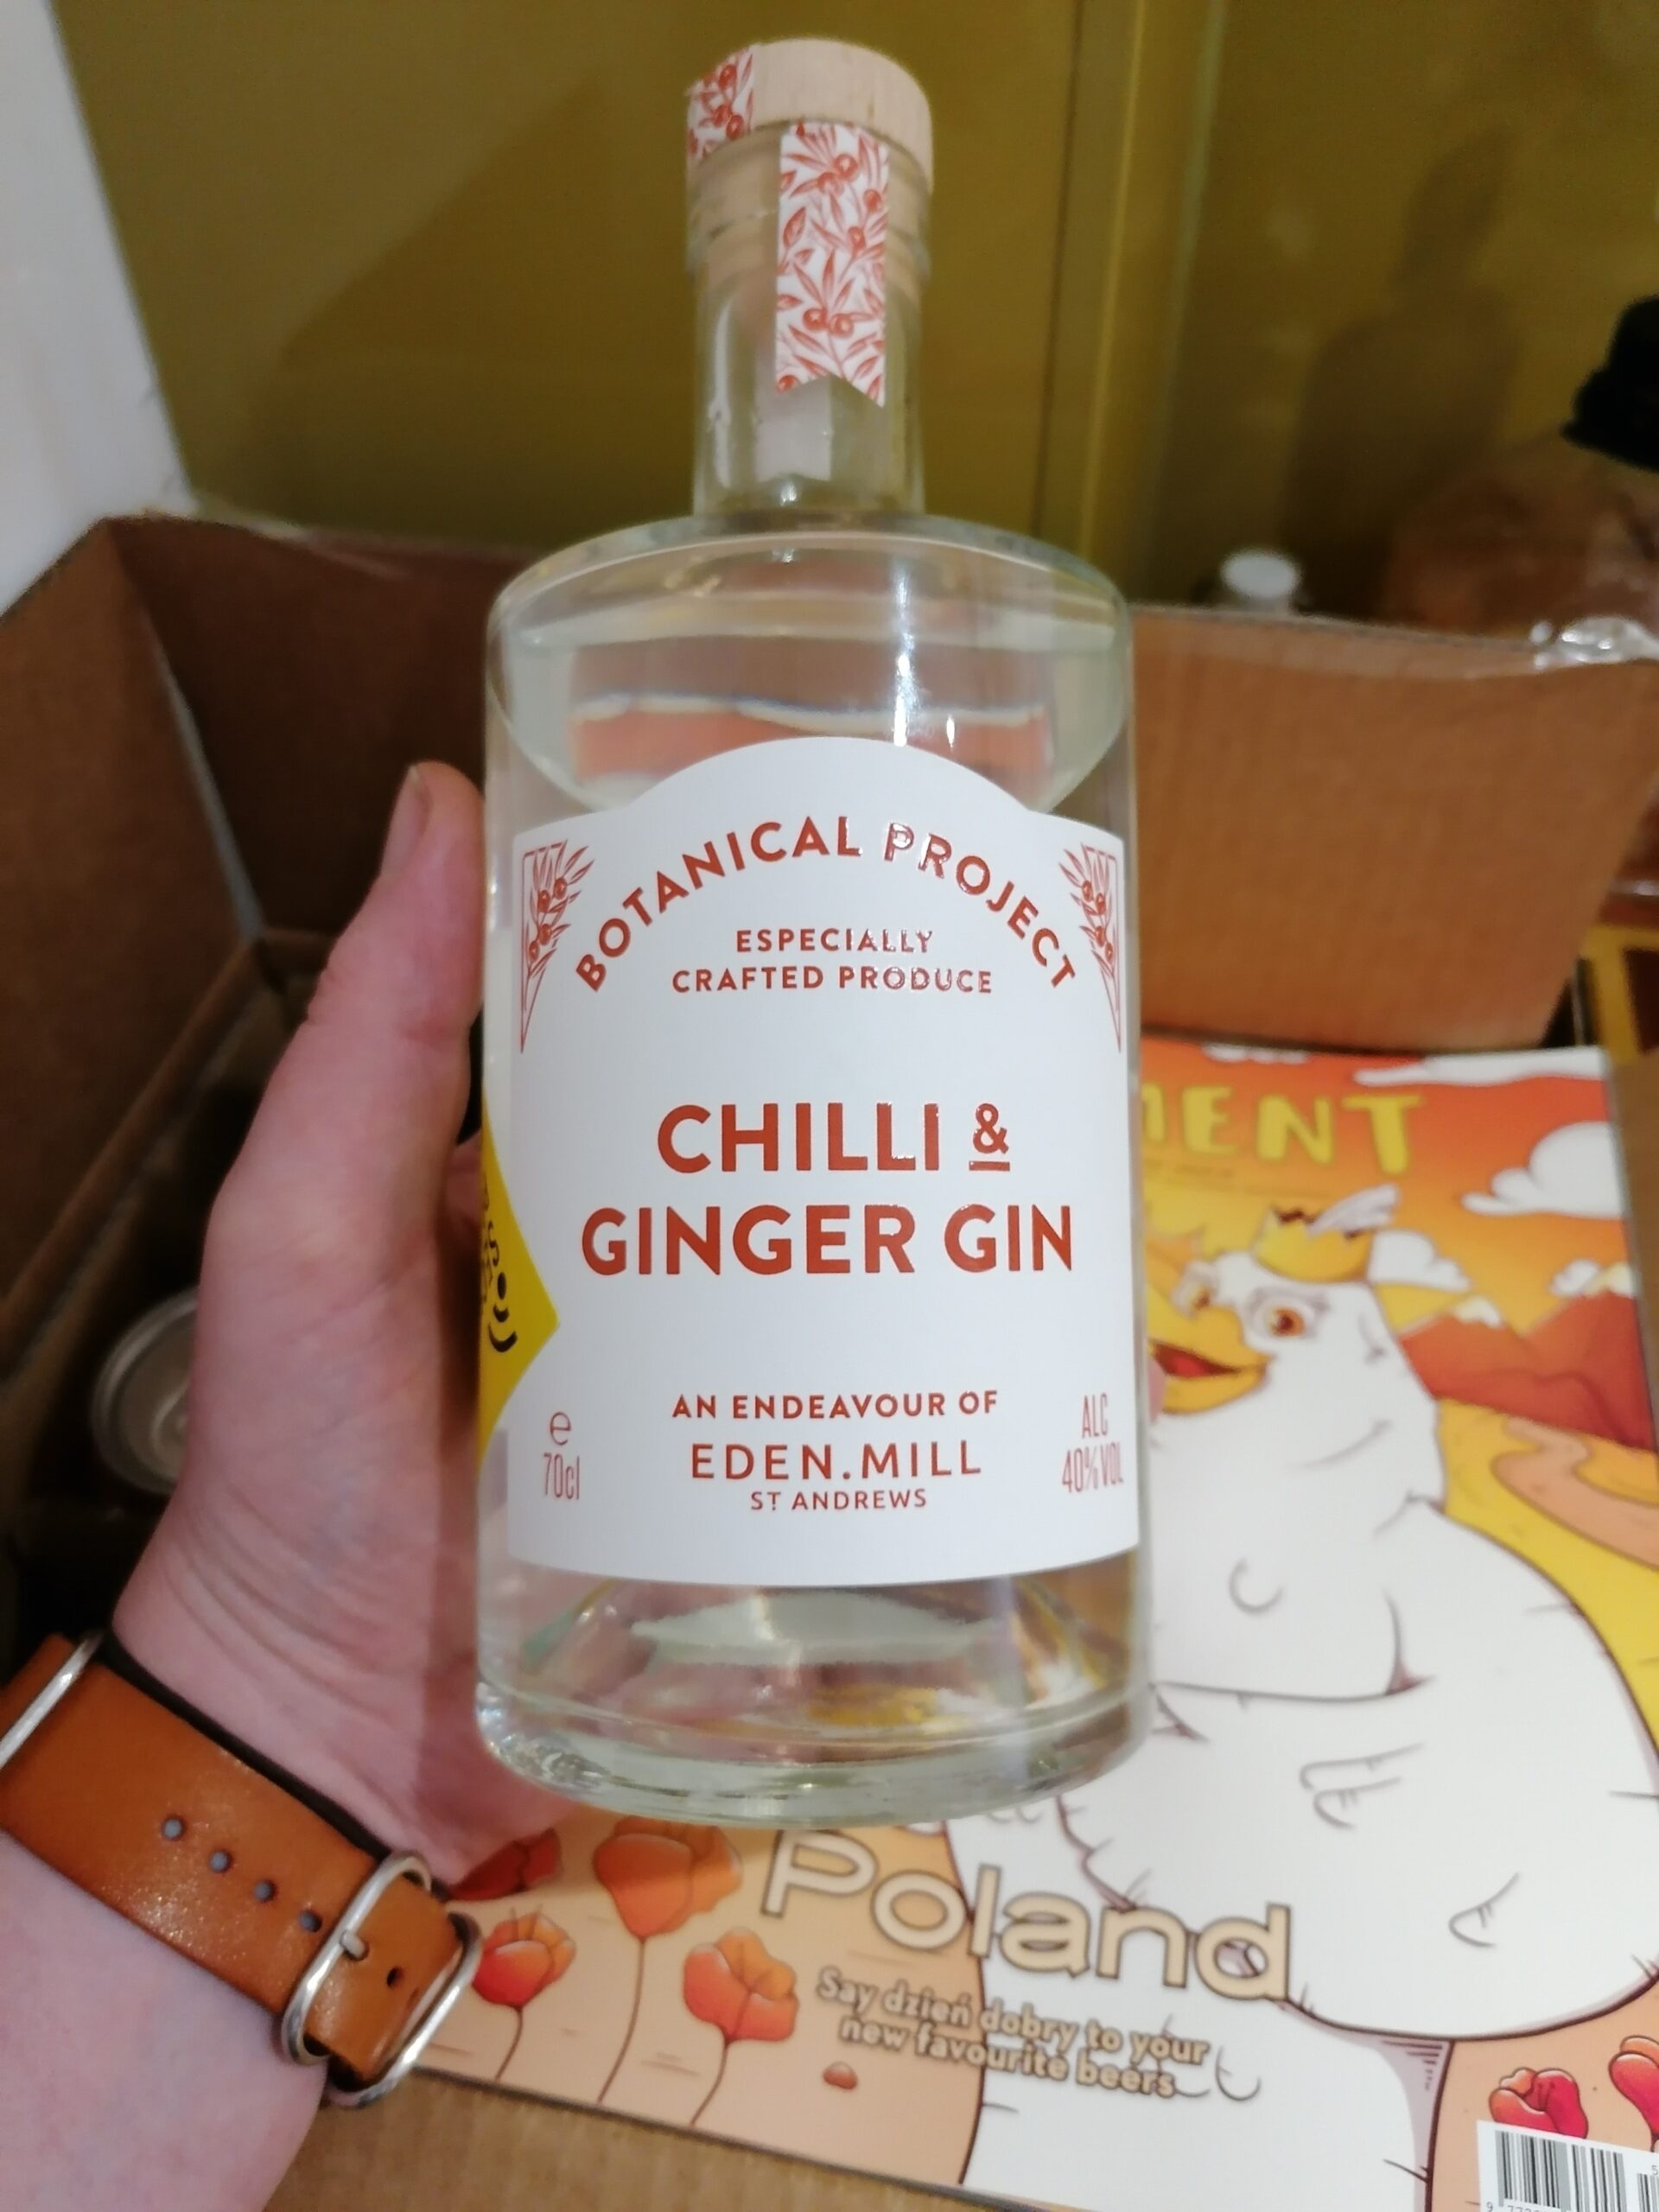 BOTANICAL PROJECT
ESPECIALLY
CRAFTED PRODUCE
CHILLI &
GINGER GIN
AN ENDEAVOUR OF
EDEN.MILL
ST ANDREWS
e
70cl
ALC
40%VOL
MENT
Poland
Say dzień dobry to your
new favourite beers